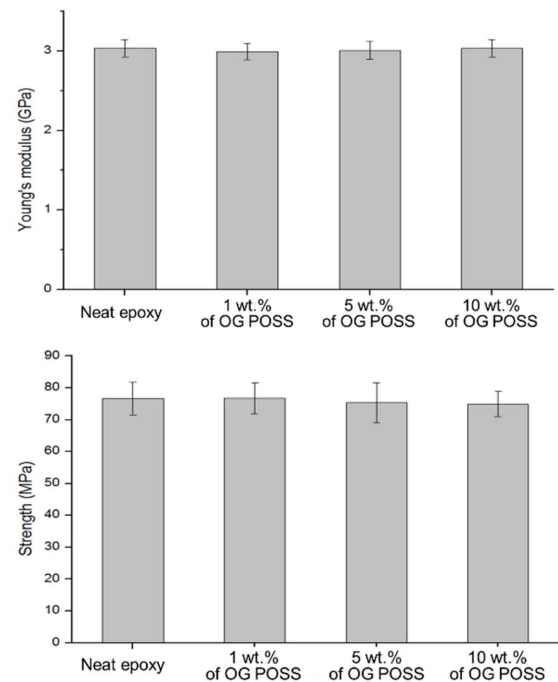 Young's modulus (GPa)
3
2
1
0
Neat epoxy
1 wt.%
of OG POSS
5 wt.%
of OG POSS
10 wt.%
of OG POSS
Strength (MPa)
90
80
70
60
50
40
30
20
10
0
Neat epoxy
1 wt.%
of OG POSS
5 wt.%
of OG POSS
10 wt.%
of OG POSS